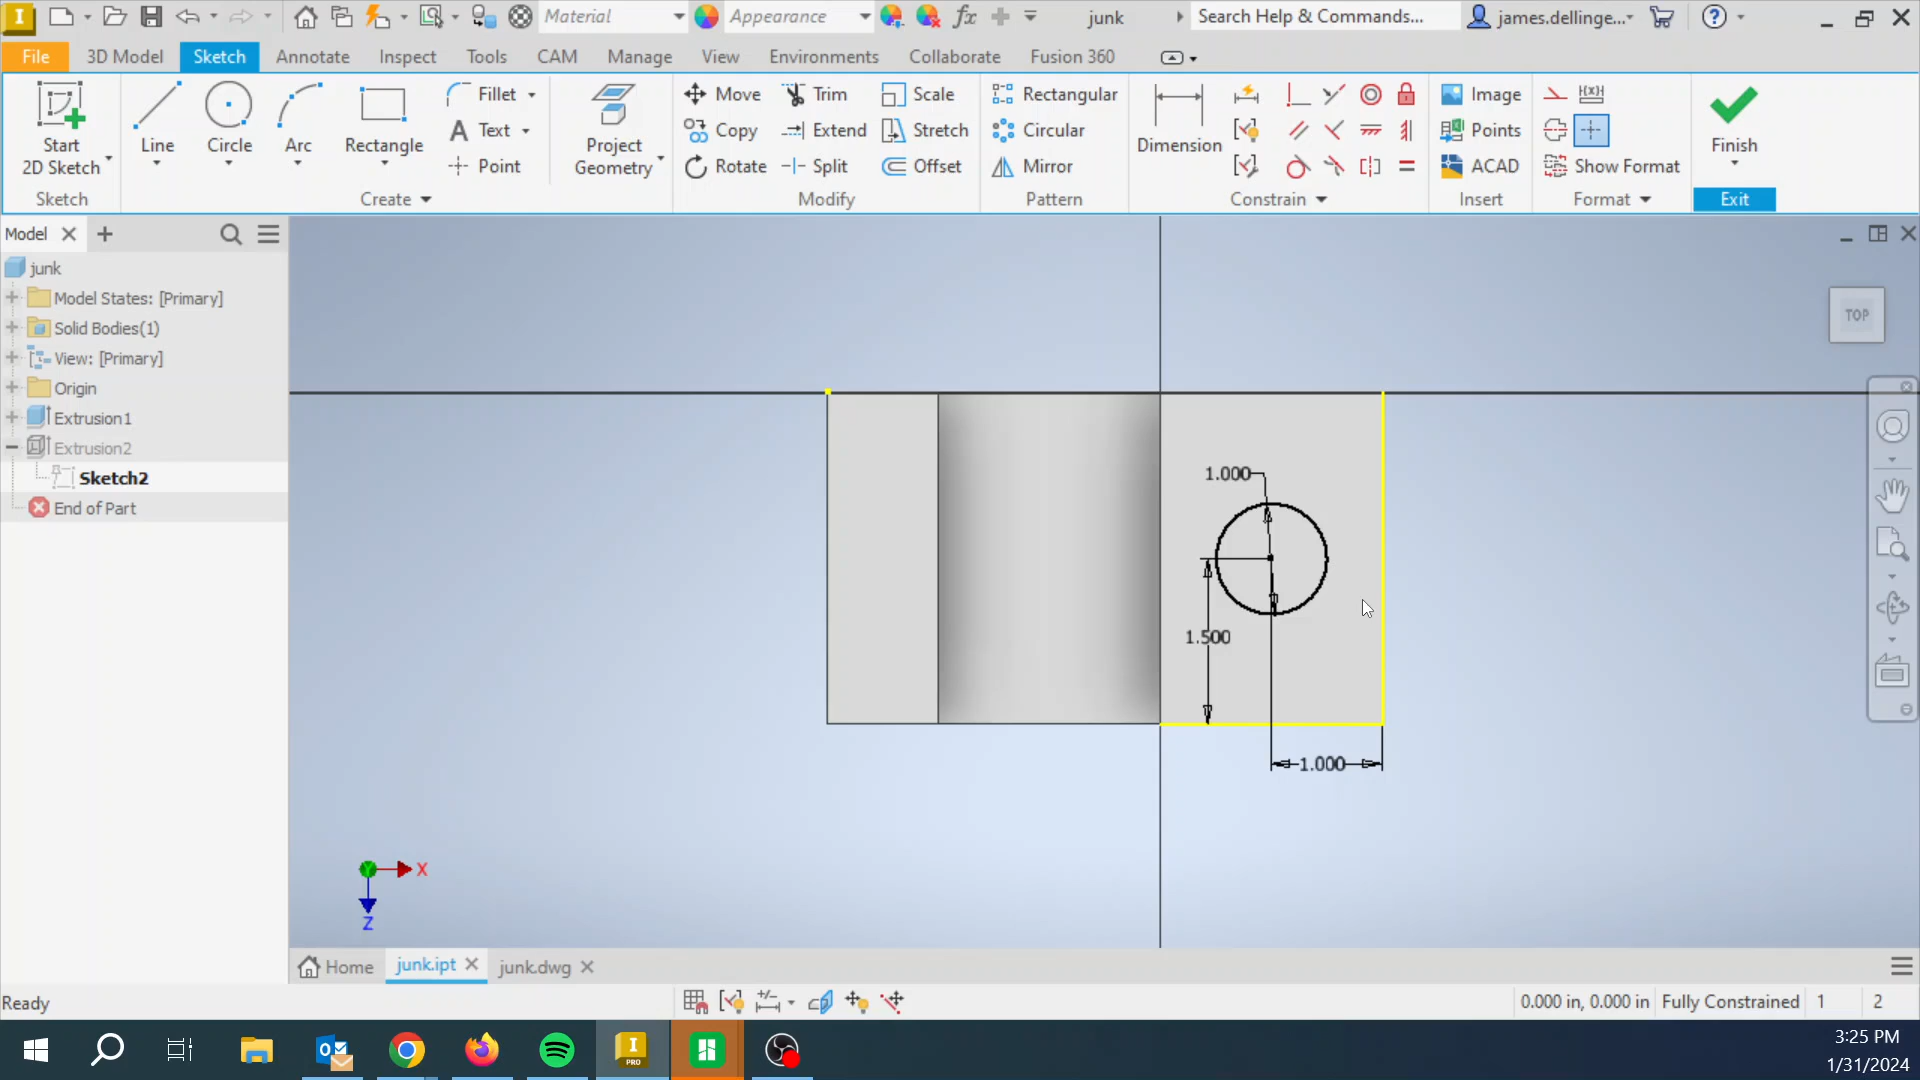 I Material Appearance fx junk Search Help & Commands... james.dellinge... ?
File 3D Model Sketch Annotate Inspect Tools CAM Manage View Environments Collaborate Fusion 360
Fillet Move Trim Scale Rectangular Image
A Text Copy Extend Stretch Circular Points
Start 2D Sketch Line Circle Arc Rectangle Project Geometry Dimension Finish
Point Rotate Split Offset Mirror ACAD Show Format
Sketch Create Modify Pattern Constrain Insert Format Exit
Model
junk
Model States: [Primary]
Solid Bodies(1)
View: [Primary]
Origin
Extrusion1
Extrusion2
Sketch2
End of Part
TOP
1.000
1.500
1.000
X
Z
Home junk.ipt junk.dwg
Ready 0.000 in, 0.000 in Fully Constrained 1 2
I PRO
3:25 PM
1/31/2024